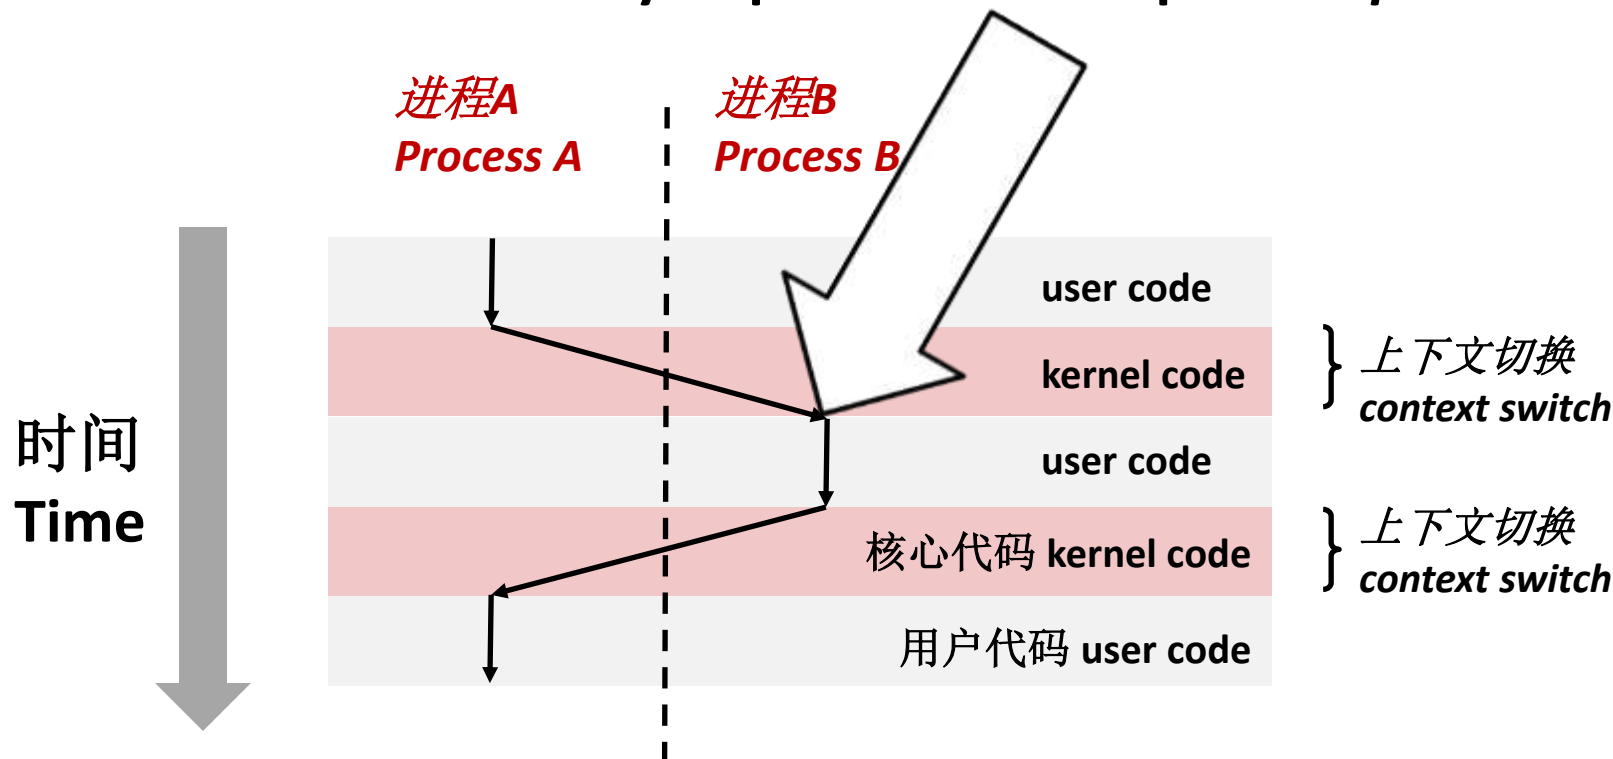 进程A
Process A
进程B
Process B
user code
kernel code
上下文切换
context switch
时间
Time
user code
核心代码 kernel code
上下文切换
context switch
用户代码 user code